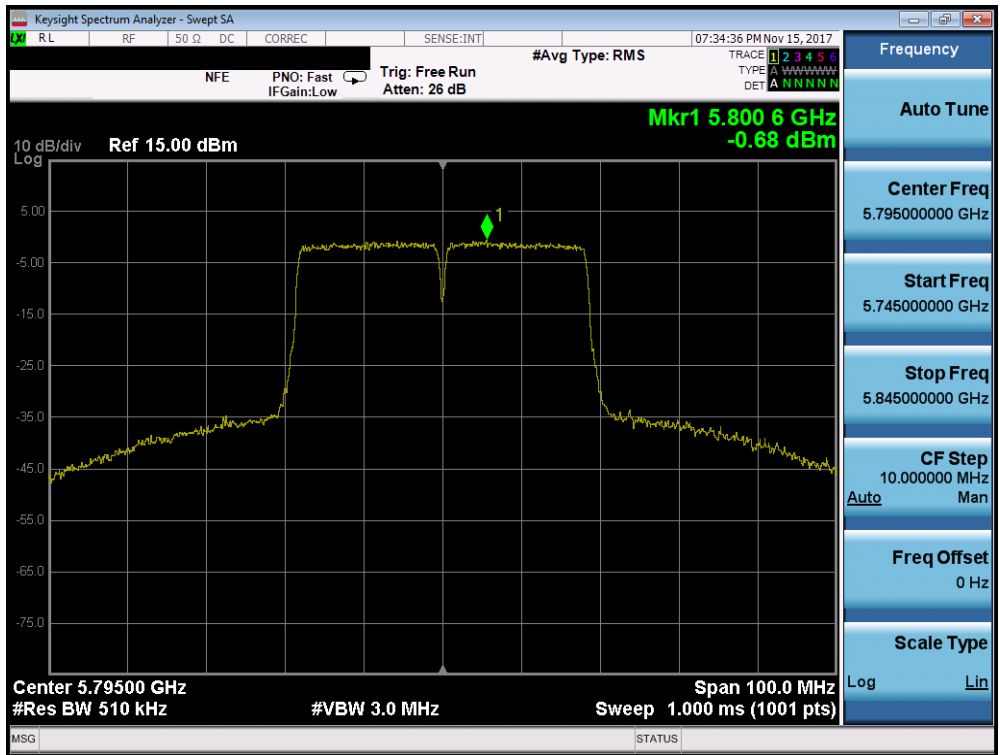 Keysight Spectrum Analyzer - Swept SA
LXI RL RF 50 Ω DC CORREC SENSE:INT 07:34:36 PM Nov 15, 2017
#Avg Type: RMS TRACE 1 2 3 4 5 6
NFE PNO: Fast Trig: Free Run TYPE A WWWWW
IFGain:Low Atten: 26 dB DET A N N N N N
Mkr1 5.800 6 GHz
-0.68 dBm
10 dB/div Ref 15.00 dBm
Log
1
5.00
-5.00
-15.0
-25.0
-35.0
-45.0
-55.0
-65.0
-75.0
Center 5.79500 GHz Span 100.0 MHz
#Res BW 510 kHz #VBW 3.0 MHz Sweep 1.000 ms (1001 pts)
MSG STATUS
Frequency
Auto Tune
Center Freq
5.795000000 GHz
Start Freq
5.745000000 GHz
Stop Freq
5.845000000 GHz
CF Step
10.000000 MHz
Auto Man
Freq Offset
0 Hz
Scale Type
Log Lin